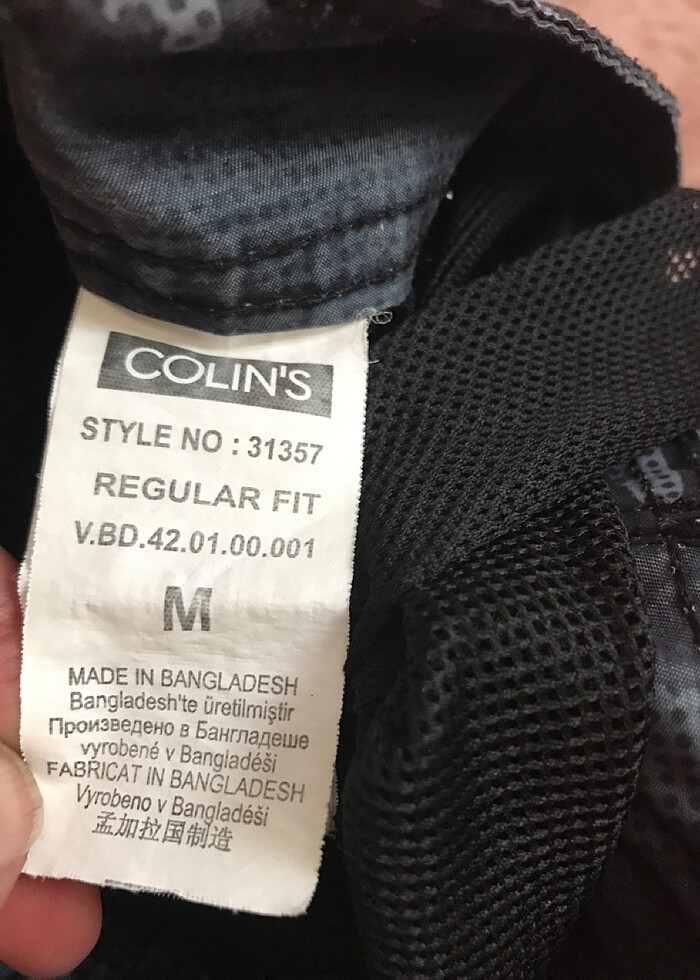 COLIN'S
STYLE NO : 31357
REGULAR FIT
V.BD.42.01.00.001
M
MADE IN BANGLADESH
Bangladesh'te üretilmiştir
Произведено в Бангладеше
vyrobené v Bangladéši
FABRICAT IN BANGLADESH
Vyrobeno v Bangladéši
孟加拉国制造